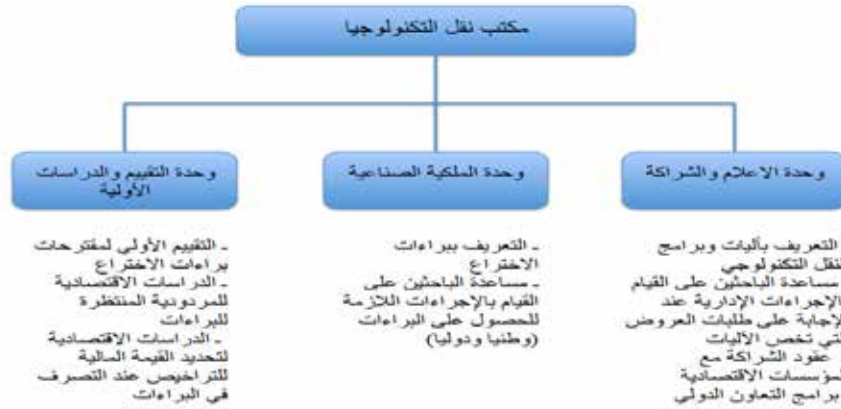 مكتب نقل التكنولوجيا
وحدة الاعلام والشراكة
وحدة الملكية الصناعية
وحدة التقييم والدراسات
الأولية
التعريف بآليات وبرامج
نقل التكنولوجي
مساعدة الباحثين على القيام
الإجراءات الإدارية عند
لإجابة على طلبات العروض
لتي تخص الآليات
عقود الشراكة مع
لمؤسسات الاقتصادية
برامج التعاون الدولي
ـ التعريف ببراءات
الاختراع
ـ مساعدة الباحثين على
القيام بالإجراءات اللازمة
للحصول على البراءات
(وطنيا ودوليا)
ـ التقييم الأولي لمقترحات
براءات الاختراع
ـ الدراسات الاقتصادية
للمردودية المنتظرة
للبراءات
ـ الدراسات الاقتصادية
لتحديد القيمة المالية
للتراخيص عند التصرف
في البراءات